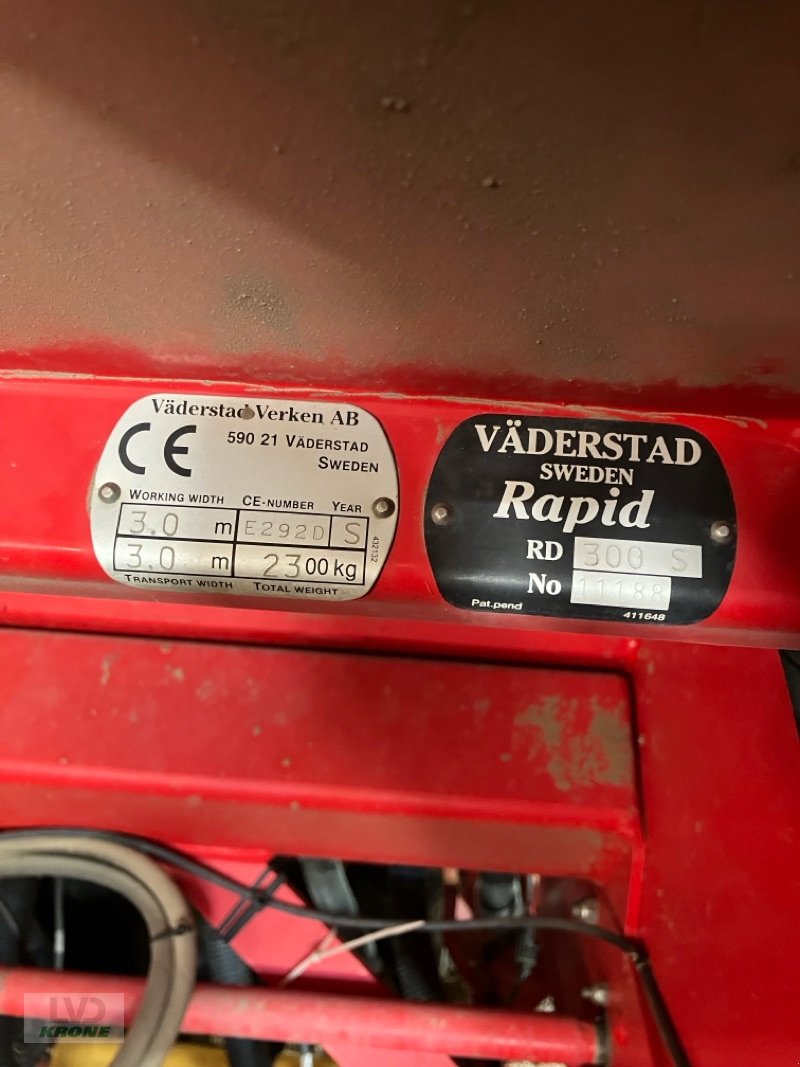 Väderstad Verken AB
CE
590 21 VÄDERSTAD
SWEDEN
WORKING WIDTH CE-NUMBER YEAR
3.0 m E292D S
3.0 m 2300 kg
TRANSPORT WIDTH TOTAL WEIGHT
432132
VÄDERSTAD
SWEDEN
Rapid
RD 300 S
No 11188
Pat.pend
411648
LVD
KRONE